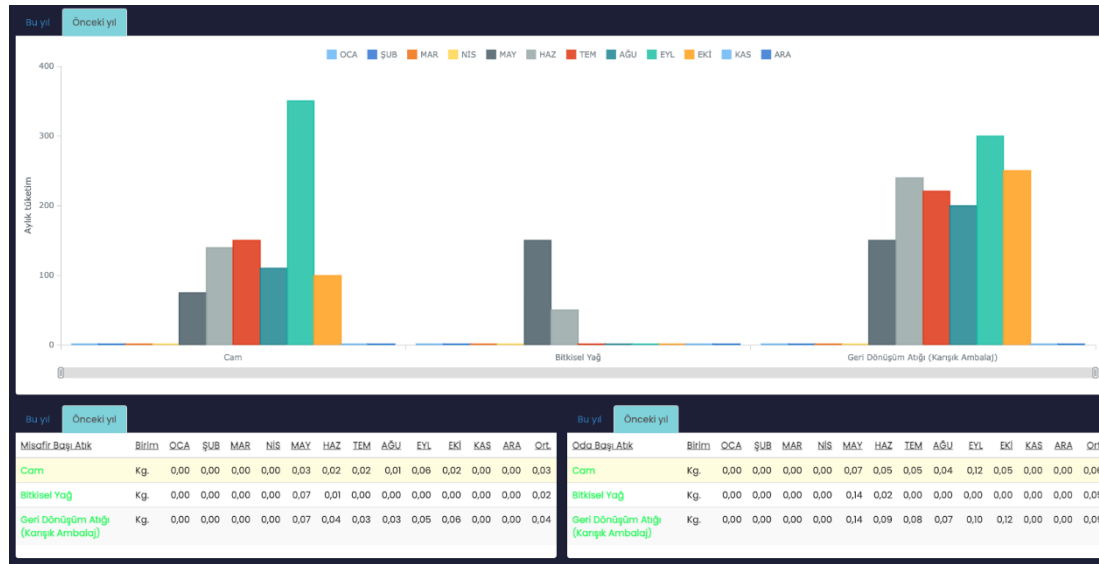 Bu yıl Önceki yıl
OCA ŞUB MAR NİS MAY HAZ TEM AĞU EYL EKİ KAS ARA
400
300
200
100
0
Aylık tüketim
Cam Bitkisel Yağ Geri Dönüşüm Atığı (Karışık Ambalaj)
Bu yıl Önceki yıl
Misafir Başı Atık Birim OCA ŞUB MAR NİS MAY HAZ TEM AĞU EYL EKİ KAS ARA Ort.
Cam Kg. 0,00 0,00 0,00 0,00 0,03 0,02 0,02 0,01 0,06 0,02 0,00 0,00 0,03
Bitkisel Yağ Kg. 0,00 0,00 0,00 0,00 0,07 0,01 0,00 0,00 0,00 0,00 0,00 0,00 0,02
Geri Dönüşüm Atığı Kg. 0,00 0,00 0,00 0,00 0,07 0,04 0,03 0,03 0,05 0,06 0,00 0,00 0,04
(Karışık Ambalaj)
Bu yıl Önceki yıl
Oda Başı Atık Birim OCA ŞUB MAR NİS MAY HAZ TEM AĞU EYL EKİ KAS ARA
Cam Kg. 0,00 0,00 0,00 0,00 0,07 0,05 0,05 0,04 0,12 0,05 0,00 0,00
Bitkisel Yağ Kg. 0,00 0,00 0,00 0,00 0,14 0,02 0,00 0,00 0,00 0,00 0,00 0,00
Geri Dönüşüm Atığı Kg. 0,00 0,00 0,00 0,00 0,14 0,09 0,08 0,07 0,10 0,12 0,00 0,00
(Karışık Ambalaj)